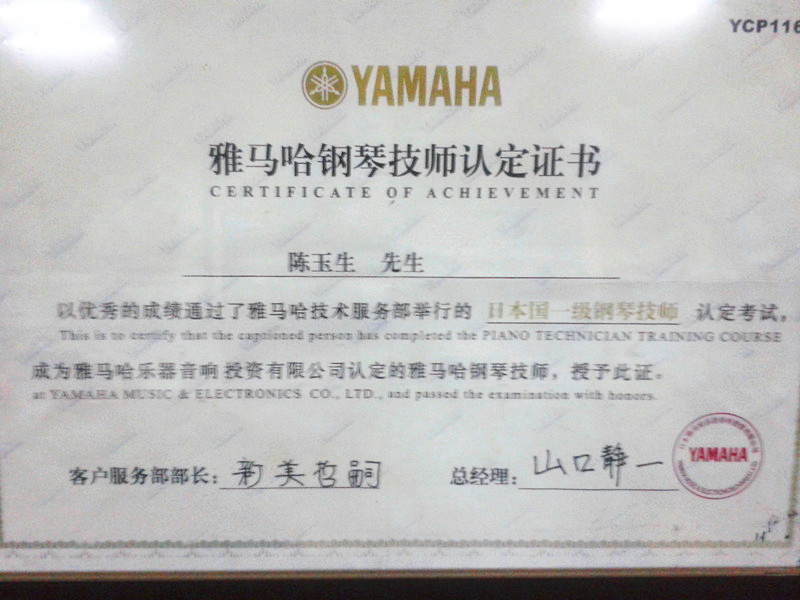 YCP116
YAMAHA
雅马哈钢琴技师认定证书
CERTIFICATE OF ACHIEVEMENT
陈玉生 先生
以优秀的成绩通过了雅马哈技术服务部举行的 日本国一级钢琴技师 认定考试，
This is to certify that the captioned person has completed the PIANO TECHNICIAN TRAINING COURSE
成为雅马哈乐器音响投资有限公司认定的雅马哈钢琴技师，授予此证。
at YAMAHA MUSIC & ELECTRONICS CO., LTD., and passed the examination with honors.
客户服务部部长： 新美哲嗣 总经理： 山口静一
YAMAHA